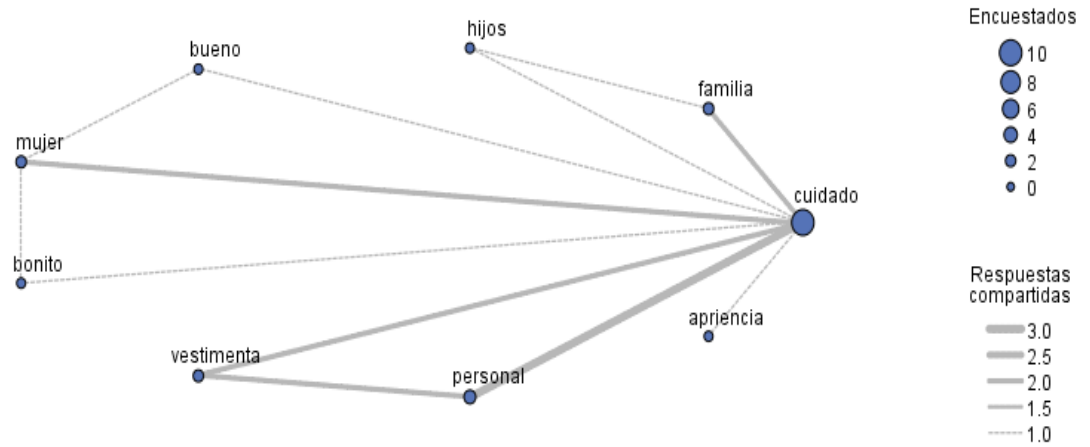 hijos
bueno
familia
mujer
cuidado
bonito
apriencia
vestimenta
personal
Encuestados
10
8
6
4
2
0
Respuestas
compartidas
3.0
2.5
2.0
1.5
1.0